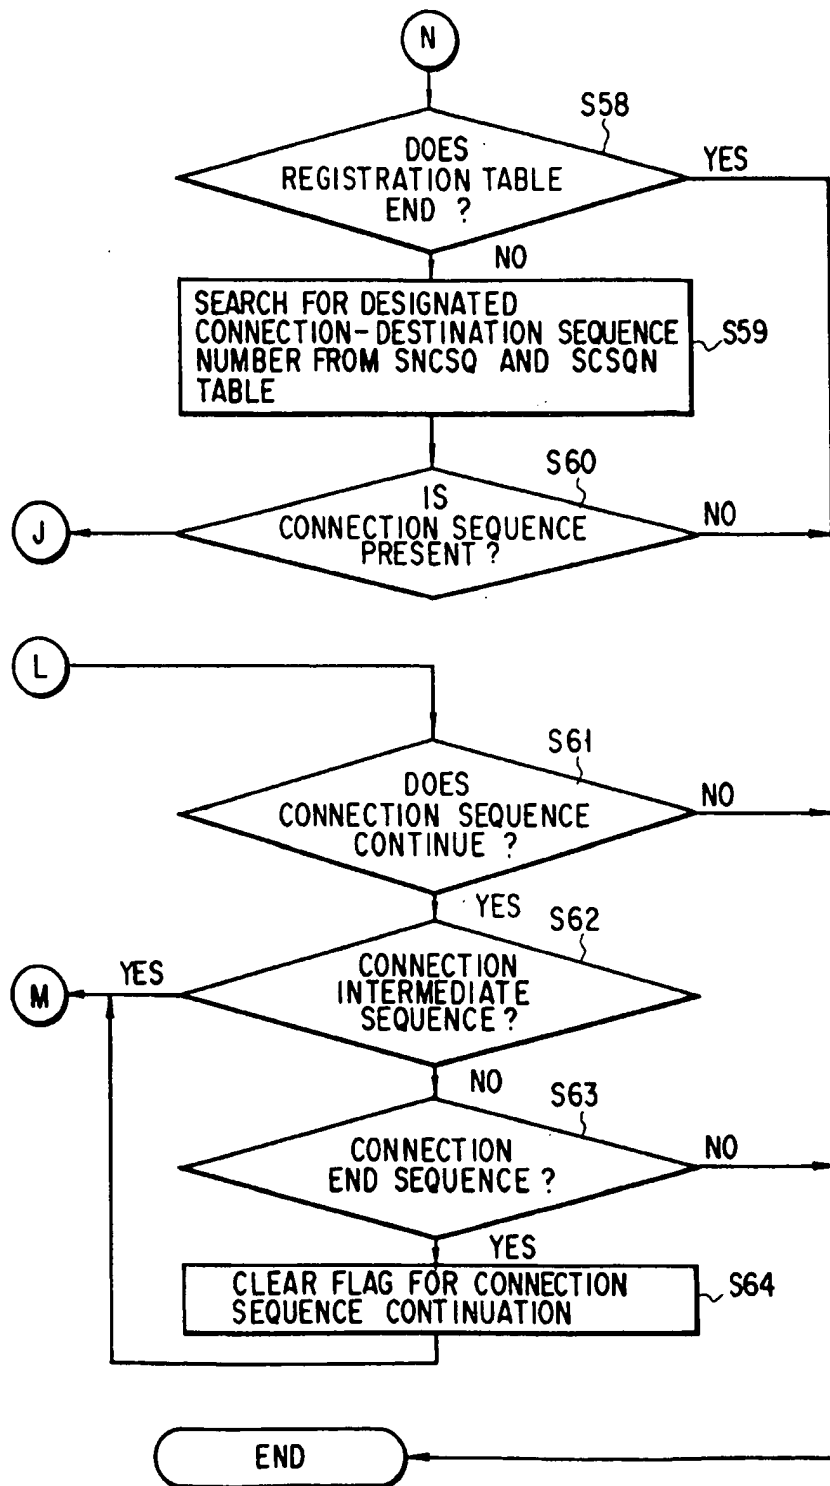 N
S58
DOES
REGISTRATION TABLE
END ?
YES
NO
SEARCH FOR DESIGNATED
CONNECTION-DESTINATION SEQUENCE
NUMBER FROM SNCSQ AND SCSQN
TABLE
S59
S60
IS
CONNECTION SEQUENCE
PRESENT ?
NO
J
L
S61
DOES
CONNECTION SEQUENCE
CONTINUE ?
NO
YES
S62
CONNECTION
INTERMEDIATE
SEQUENCE ?
YES
M
NO
S63
CONNECTION
END SEQUENCE ?
NO
YES
CLEAR FLAG FOR CONNECTION
SEQUENCE CONTINUATION
S64
END